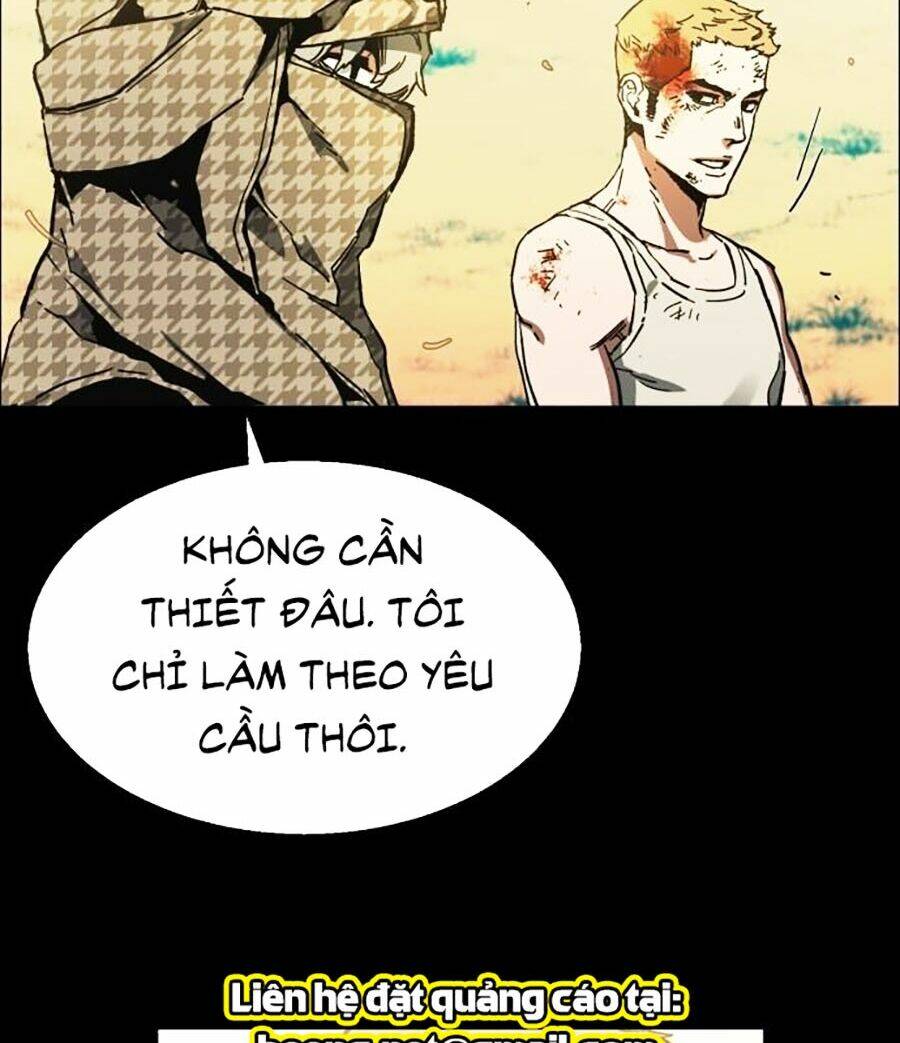 KHÔNG CẦN
THIẾT ĐÂU. TÔI
CHỈ LÀM THEO YÊU
CẦU THÔI.
Liên hệ đặt quảng cáo tại: